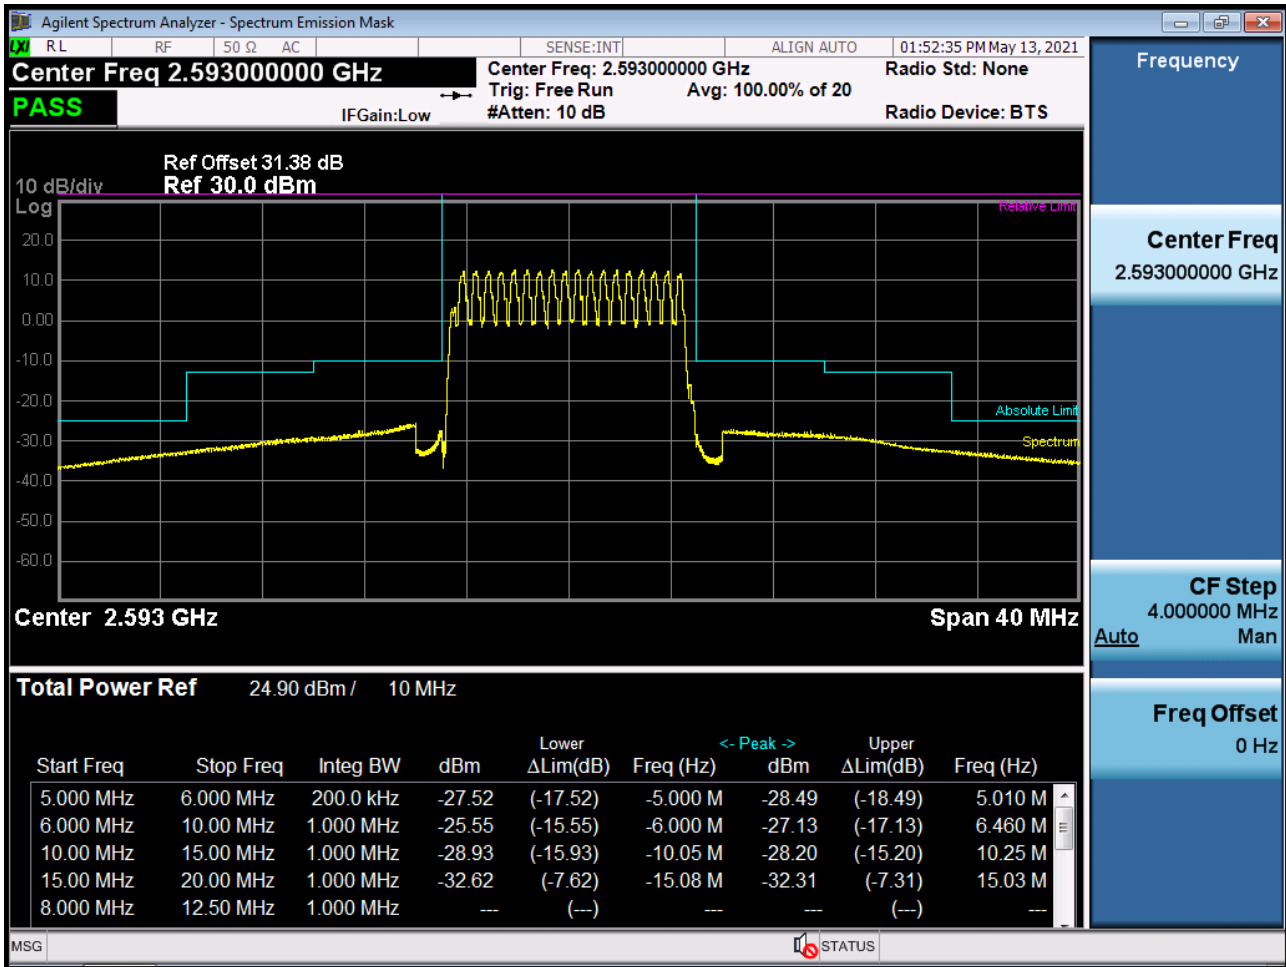 Agilent Spectrum Analyzer - Spectrum Emission Mask
LXI RL RF 50 Ω AC SENSE:INT ALIGN AUTO 01:52:35 PM May 13, 2021
Center Freq 2.593000000 GHz
Center Freq: 2.593000000 GHz
Radio Std: None
Trig: Free Run Avg: 100.00% of 20
PASS
IFGain:Low
#Atten: 10 dB
Radio Device: BTS
Ref Offset 31.38 dB
10 dB/div Ref 30.0 dBm
Log
Relative Limit
20.0
10.0
0.00
-10.0
-20.0
Absolute Limit
-30.0
Spectrum
-40.0
-50.0
-60.0
Center 2.593 GHz Span 40 MHz
Total Power Ref 24.90 dBm / 10 MHz
Lower <- Peak -> Upper
Start Freq Stop Freq Integ BW dBm ΔLim(dB) Freq (Hz) dBm ΔLim(dB) Freq (Hz)
5.000 MHz 6.000 MHz 200.0 kHz -27.52 (-17.52) -5.000 M -28.49 (-18.49) 5.010 M
6.000 MHz 10.00 MHz 1.000 MHz -25.55 (-15.55) -6.000 M -27.13 (-17.13) 6.460 M
10.00 MHz 15.00 MHz 1.000 MHz -28.93 (-15.93) -10.05 M -28.20 (-15.20) 10.25 M
15.00 MHz 20.00 MHz 1.000 MHz -32.62 (-7.62) -15.08 M -32.31 (-7.31) 15.03 M
8.000 MHz 12.50 MHz 1.000 MHz --- (---) --- --- (---) ---
MSG STATUS
Frequency
Center Freq
2.593000000 GHz
CF Step
4.000000 MHz
Auto Man
Freq Offset
0 Hz